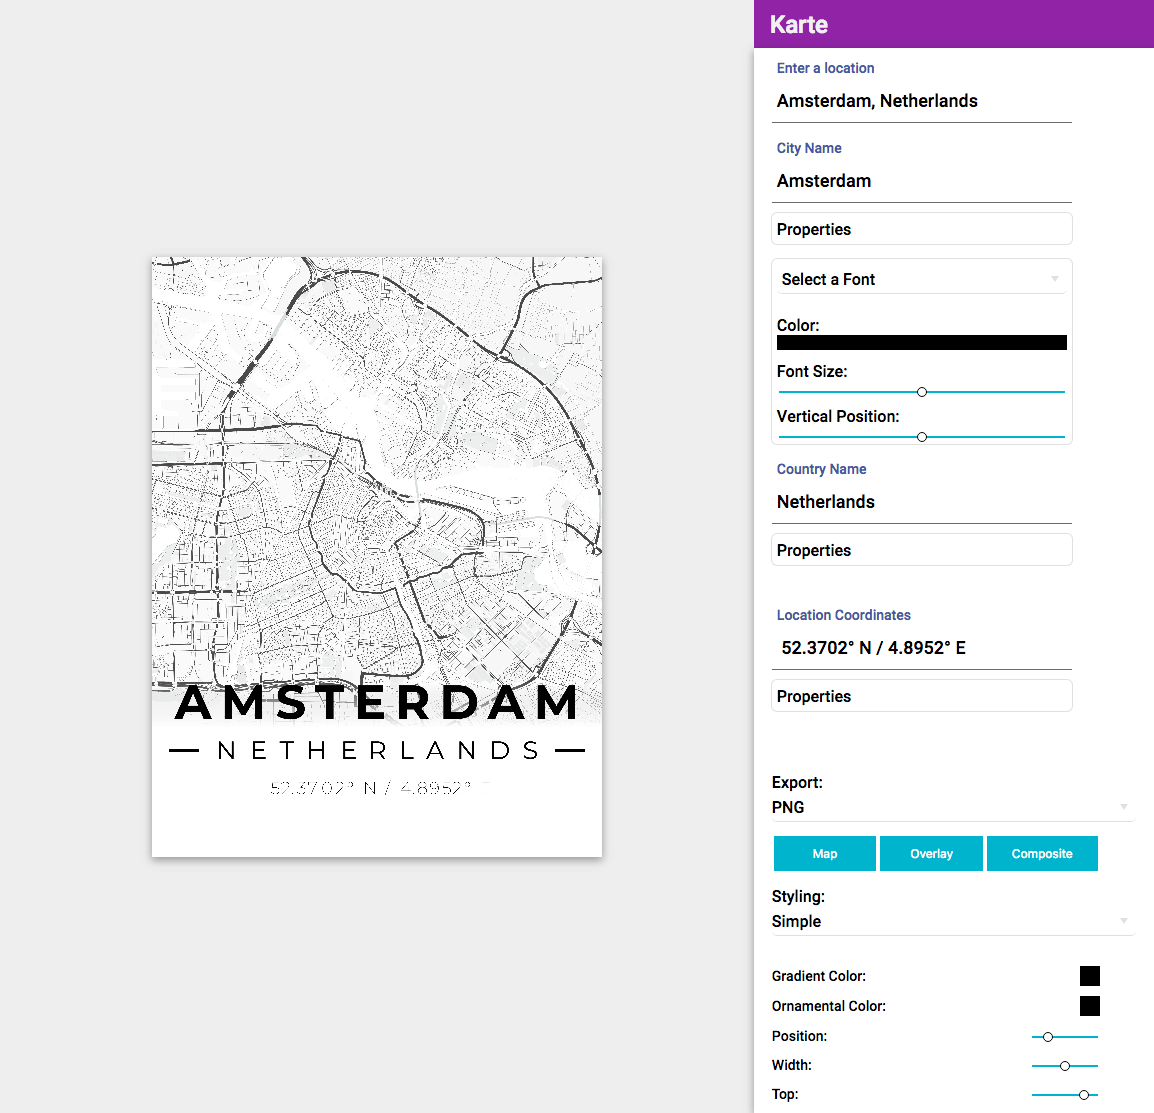 Karte
Enter a location
Amsterdam, Netherlands
City Name
Amsterdam
Properties
Select a Font
Color:
Font Size:
Vertical Position:
Country Name
Netherlands
Properties
Location Coordinates
52.3702° N / 4.8952° E
Properties
Export:
PNG
Map Overlay Composite
Styling:
Simple
Gradient Color:
Ornamental Color:
Position:
Width:
Top:
AMSTERDAM
NETHERLANDS
52.3702° N / 4.8952° E